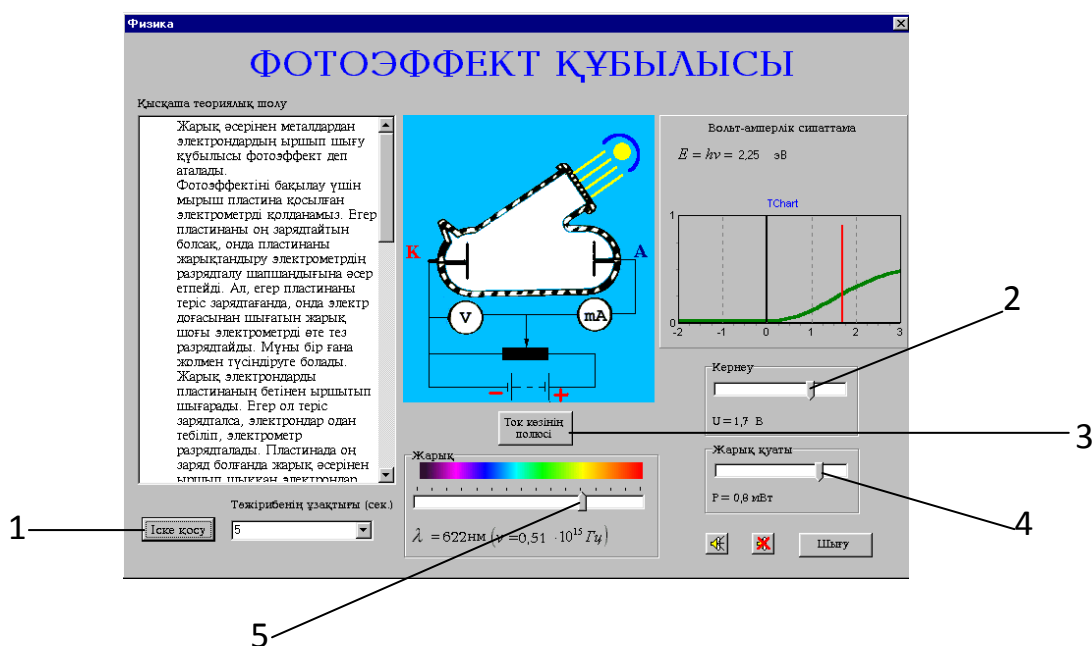 Физика
ФОТОЭФФЕКТ ҚҰБЫЛЫСЫ
Қысқаша теориялық шолу
Жарық әсерінен металдардан
электрондардың ыршып шығу
құбылысы фотоэффект деп
аталады.
Фотоэффектіні бақылау үшін
мырыш пластина қосылған
электрометрді қолданамыз. Егер
пластинаны оң зарядтайтын
болсақ, онда пластинаны
жарықтандыру электрометрдің
разрядталу шапшаңдығына әсер
етпейді. Ал, егер пластинаны
теріс зарядтағанда, онда электр
доғасынан шығатын жарық
шоғы электрометрді өте тез
разрядтайды. Мұны бір ғана
жолмен түсіндіруге болады.
Жарық электрондарды
пластинаның бетінен ыршытып
шығарады. Егер ол теріс
зарядталса, электрондар одан
тебіліп, электрометр
разрядталады. Пластинада оң
заряд болғанда жарық әсерінен
ыршып шыққан электрондар
К
А
V
mA
Вольт-амперлік сипаттама
E = hν = 2,25 эВ
TChart
1
0
-2 -1 0 1 2 3
2
Кернеу
U = 1,7 В
Ток көзінің
полюсі
3
Жарық қуаты
P = 0,8 мВт
4
Жарық
λ = 622нм (ν =0,51 · 10¹⁵ Гц)
Тәжірибенің ұзақтығы (сек.)
1
Іске қосу
5
Шығу
5